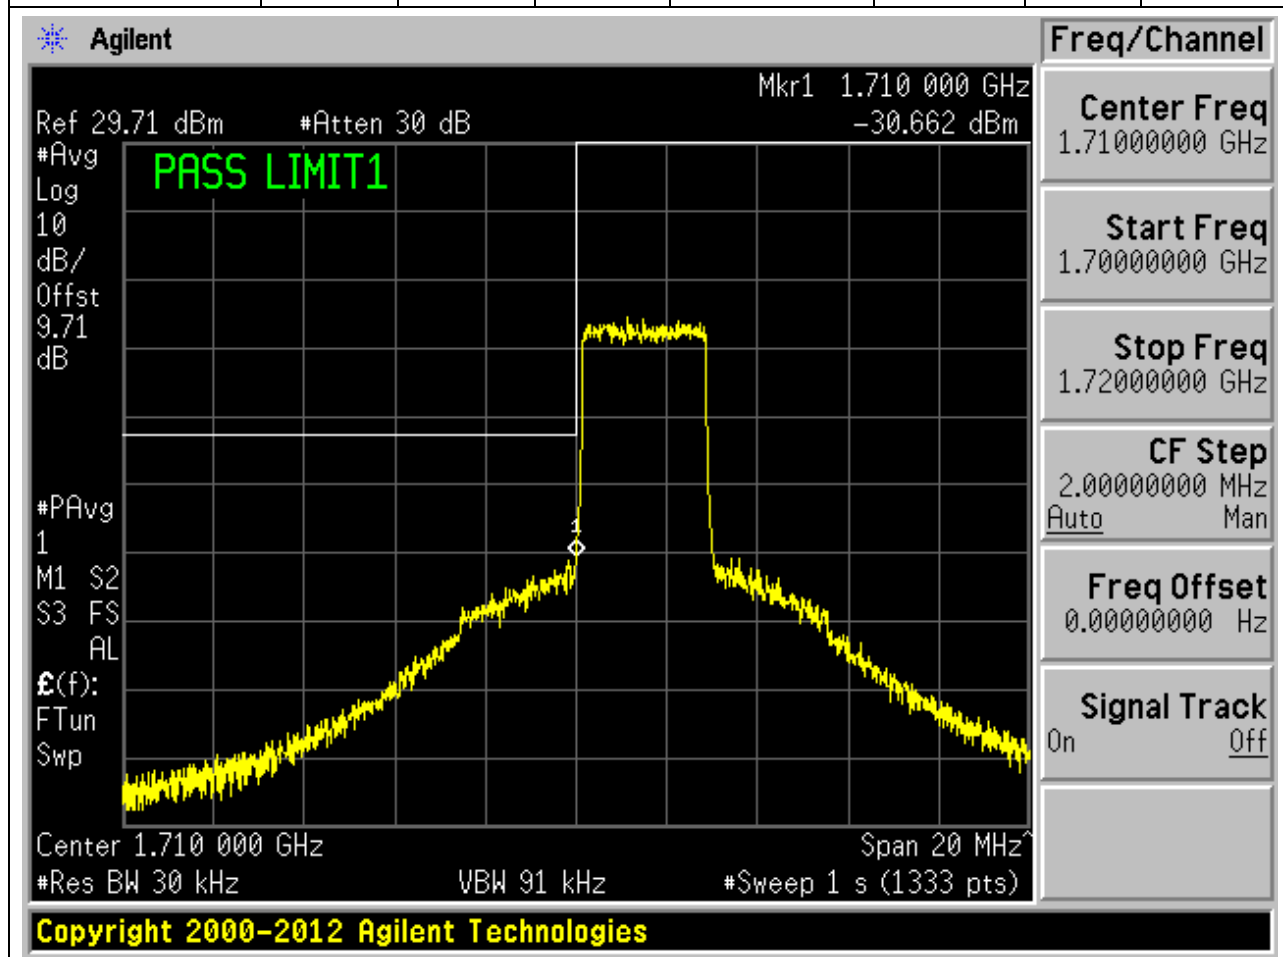 Agilent
Freq/Channel
Mkr1 1.710 000 GHz
Ref 29.71 dBm #Atten 30 dB -30.662 dBm
#Avg
Log
10
dB/
Offst
9.71
dB
PASS LIMIT1
1
#PAvg
1
M1 S2
S3 FS
AL
£(f):
FTun
Swp
Center 1.710 000 GHz Span 20 MHz^
#Res BW 30 kHz VBW 91 kHz #Sweep 1 s (1333 pts)
Center Freq
1.71000000 GHz
Start Freq
1.70000000 GHz
Stop Freq
1.72000000 GHz
CF Step
2.00000000 MHz
Auto Man
Freq Offset
0.00000000 Hz
Signal Track
On Off
Copyright 2000-2012 Agilent Technologies